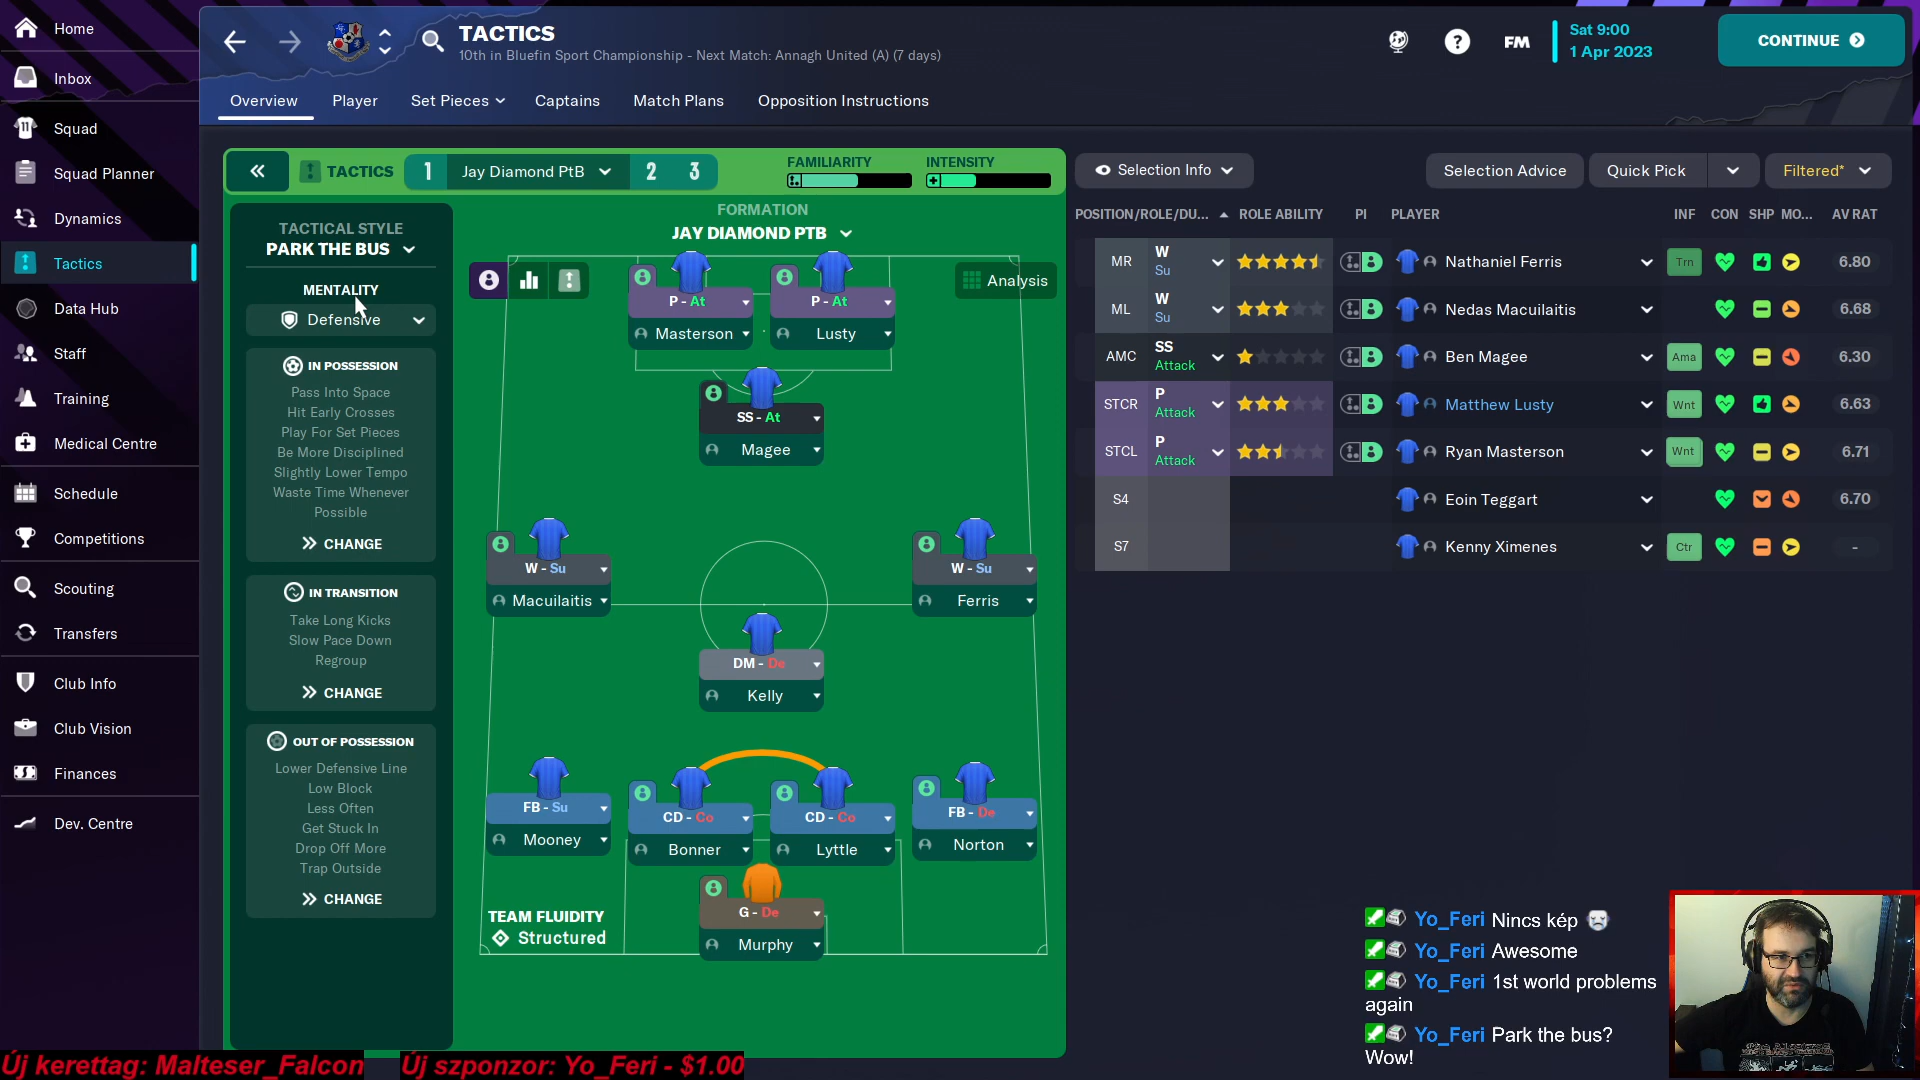 Home
Inbox
Squad
Squad Planner
Dynamics
Tactics
Data Hub
Staff
Training
Medical Centre
Schedule
Competitions
Scouting
Transfers
Club Info
Club Vision
Finances
Dev. Centre
TACTICS
10th in Bluefin Sport Championship - Next Match: Annagh United (A) (7 days)
FM
Sat 9:00
1 Apr 2023
CONTINUE
Overview
Player
Set Pieces
Captains
Match Plans
Opposition Instructions
TACTICS
1
Jay Diamond PtB
2
3
FAMILIARITY
INTENSITY
TACTICAL STYLE
PARK THE BUS
MENTALITY
Defensive
IN POSSESSION
Pass Into Space
Hit Early Crosses
Play For Set Pieces
Be More Disciplined
Slightly Lower Tempo
Waste Time Whenever
Possible
CHANGE
IN TRANSITION
Take Long Kicks
Slow Pace Down
Regroup
CHANGE
OUT OF POSSESSION
Lower Defensive Line
Low Block
Less Often
Get Stuck In
Drop Off More
Trap Outside
CHANGE
FORMATION
JAY DIAMOND PTB
Analysis
P - At
Masterson
P - At
Lusty
SS - At
Magee
W - Su
Maculaitis
W - Su
Ferris
DM - De
Kelly
FB - Su
Mooney
CD - Co
Bonner
CD - Co
Lyttle
FB - De
Norton
G - De
Murphy
TEAM FLUIDITY
Structured
Selection Info
Selection Advice
Quick Pick
Filtered*
POSITION/ROLE/DU... ROLE ABILITY PI PLAYER INF CON SHP MO... AV RAT
MR W Su Nathaniel Ferris Trn 6.80
ML W Su Nedas Macuilaitis 6.68
AMC SS Attack Ben Magee Ama 6.30
STCR P Attack Matthew Lusty Wnt 6.63
STCL P Attack Ryan Masterson Wnt 6.71
S4 Eoin Teggart 6.70
S7 Kenny Ximenes Ctr -
Yo_Feri Nincs kép
Yo_Feri Awesome
Yo_Feri 1st world problems
again
Yo_Feri Park the bus?
Wow!
Új kerettag: Malteser_Falcon
Új szponzor: Yo_Feri - $1.00